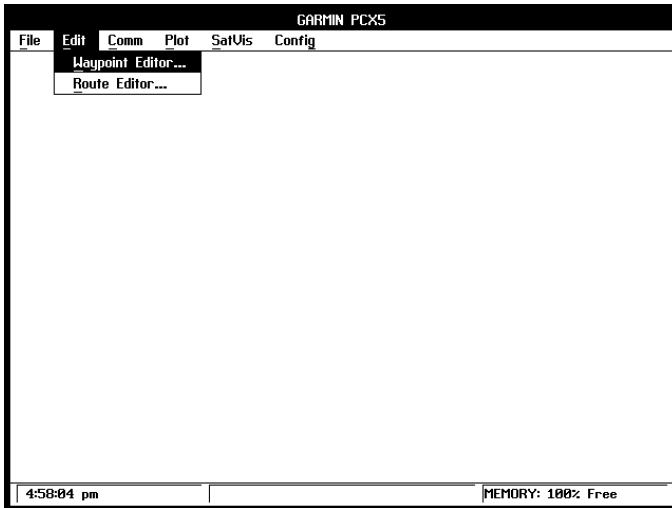 GARMIN PCX5
File Edit Comm Plot SatVis Config
Waypoint Editor...
Route Editor...
4:58:04 pm MEMORY: 100% Free